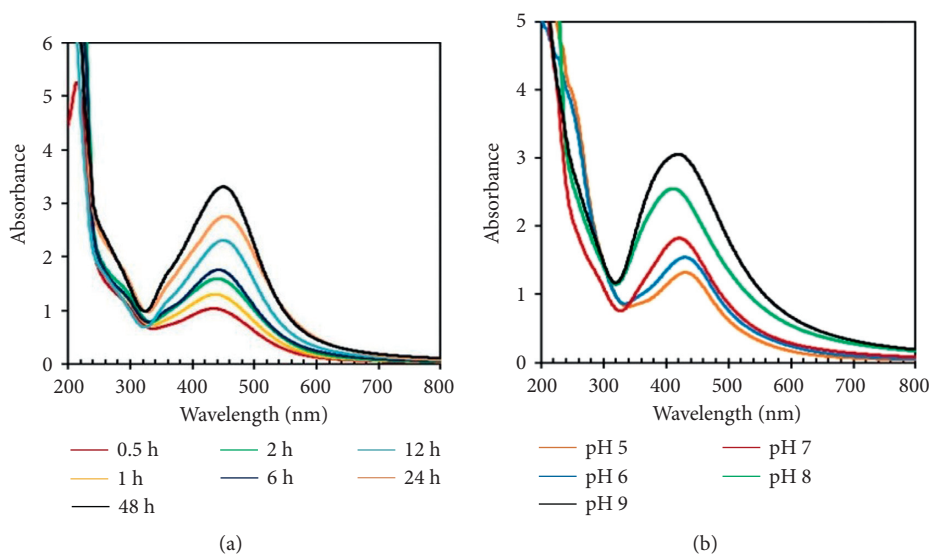 6
5
4
3
2
1
0
Absorbance
200 300 400 500 600 700 800
Wavelength (nm)
0.5 h 2 h 12 h
1 h 6 h 24 h
48 h
(a)
5
4
3
2
1
0
Absorbance
200 300 400 500 600 700 800
Wavelength (nm)
pH 5 pH 7
pH 6 pH 8
pH 9
(b)